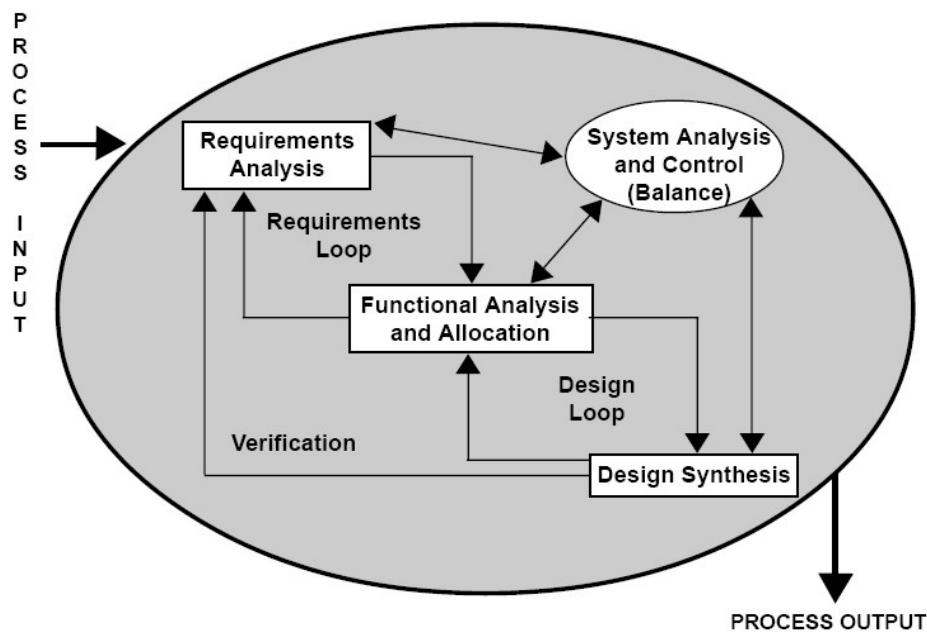 PROCESS INPUT
Requirements
Analysis
System Analysis
and Control
(Balance)
Requirements
Loop
Functional Analysis
and Allocation
Design
Loop
Verification
Design Synthesis
PROCESS OUTPUT